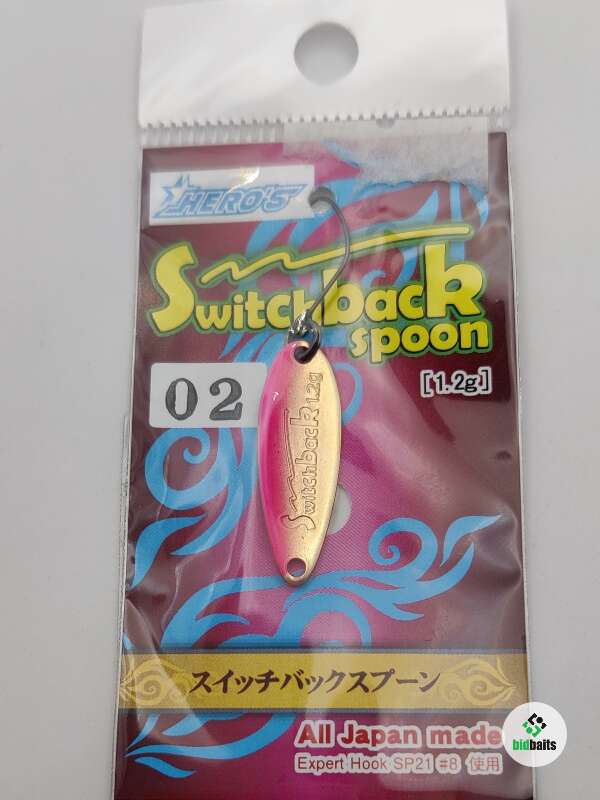 HERO'S
Switchback
spoon
[1.2g]
02
Switchback 1.2g
スイッチバックスプーン
All Japan made
Expert Hook SP21 #8 使用
bidbaits